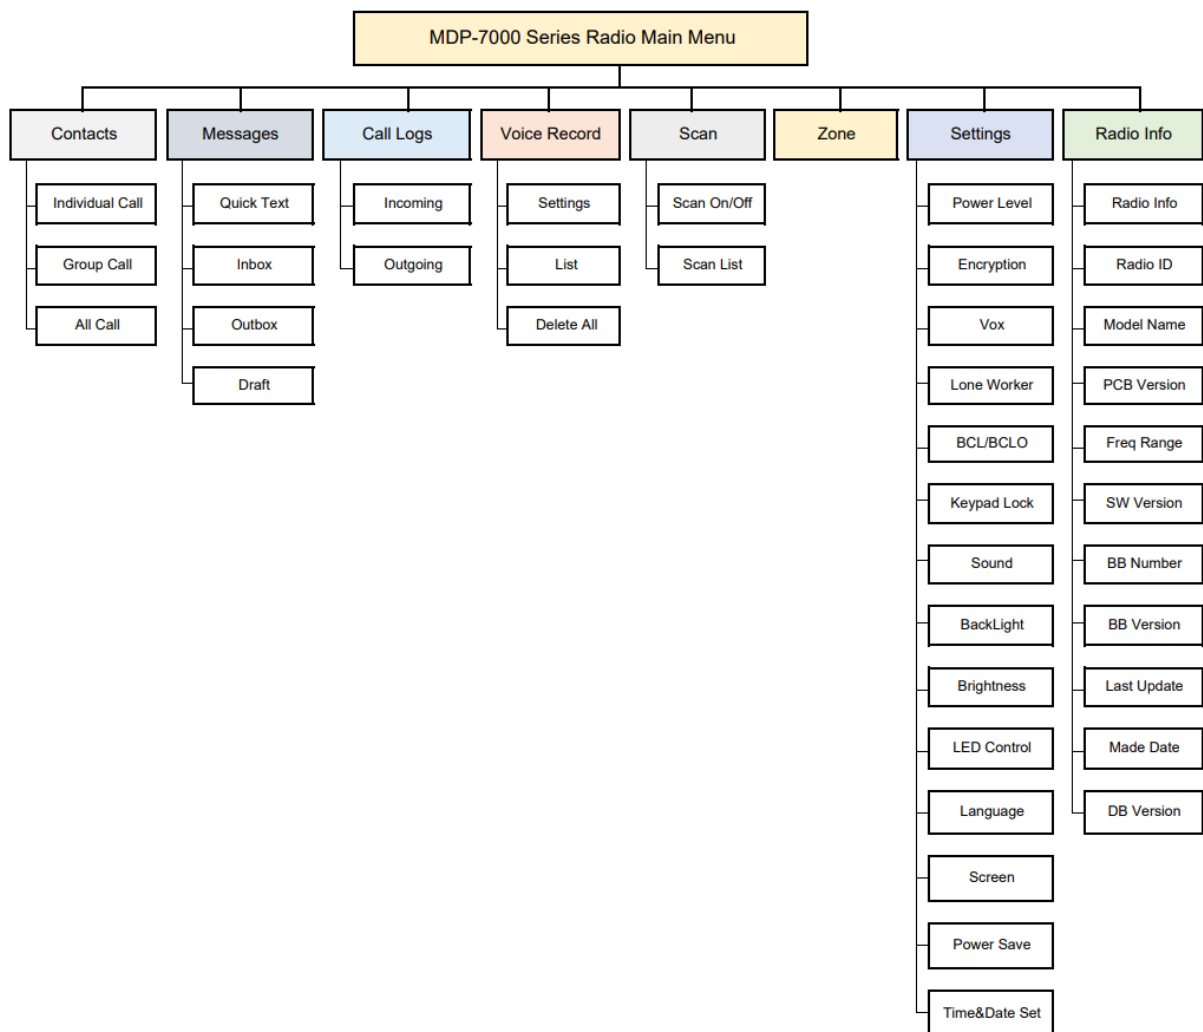 MDP-7000 Series Radio Main Menu
Contacts
Messages
Call Logs
Voice Record
Scan
Zone
Settings
Radio Info
Individual Call
Group Call
All Call
Quick Text
Inbox
Outbox
Draft
Incoming
Outgoing
Settings
List
Delete All
Scan On/Off
Scan List
Power Level
Encryption
Vox
Lone Worker
BCL/BCLO
Keypad Lock
Sound
BackLight
Brightness
LED Control
Language
Screen
Power Save
Time&Date Set
Radio Info
Radio ID
Model Name
PCB Version
Freq Range
SW Version
BB Number
BB Version
Last Update
Made Date
DB Version